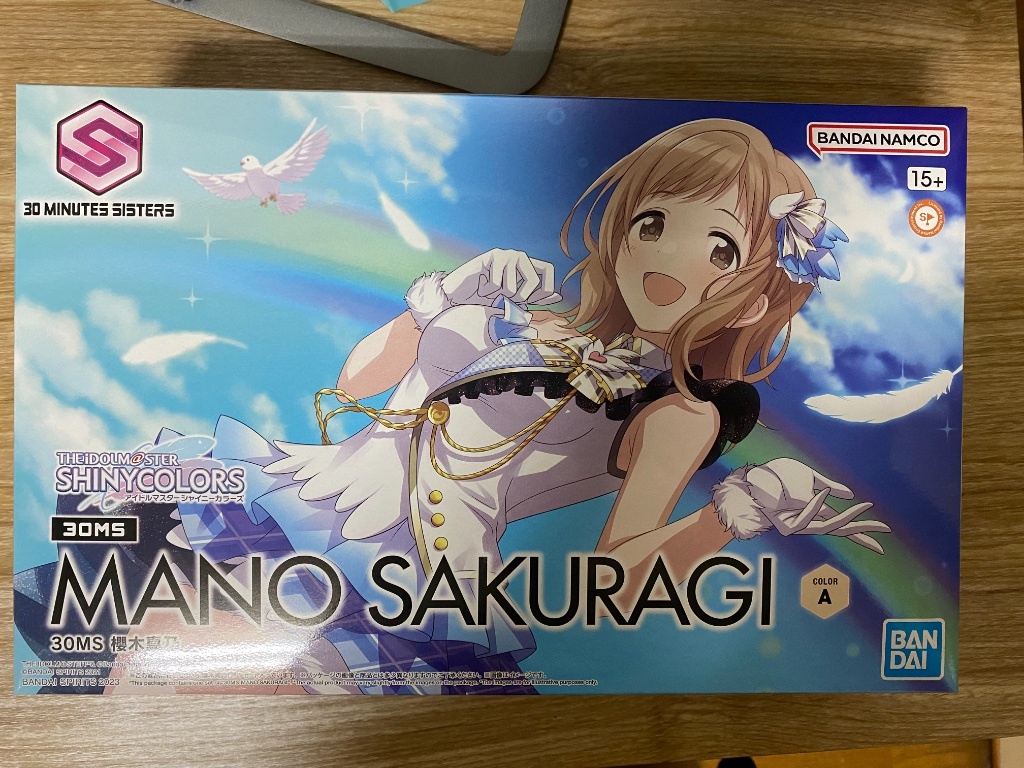 S
30 MINUTES SISTERS
BANDAI NAMCO
15+
THE iDOLM@STER
SHINYCOLORS
アイドルマスター シャイニーカラーズ
30MS
MANO SAKURAGI
COLOR
A
30MS 櫻木真乃
BANDAI SPIRITS 2023
BAN
DAI